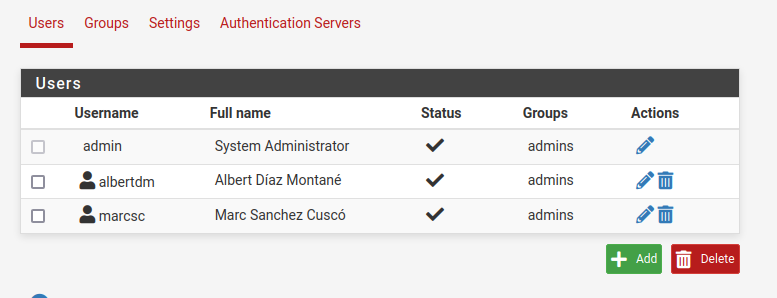 Users Groups Settings Authentication Servers
Users
Username Full name Status Groups Actions
admin System Administrator admins
albertdm Albert Díaz Montané admins
marcsc Marc Sanchez Cuscó admins
Add Delete